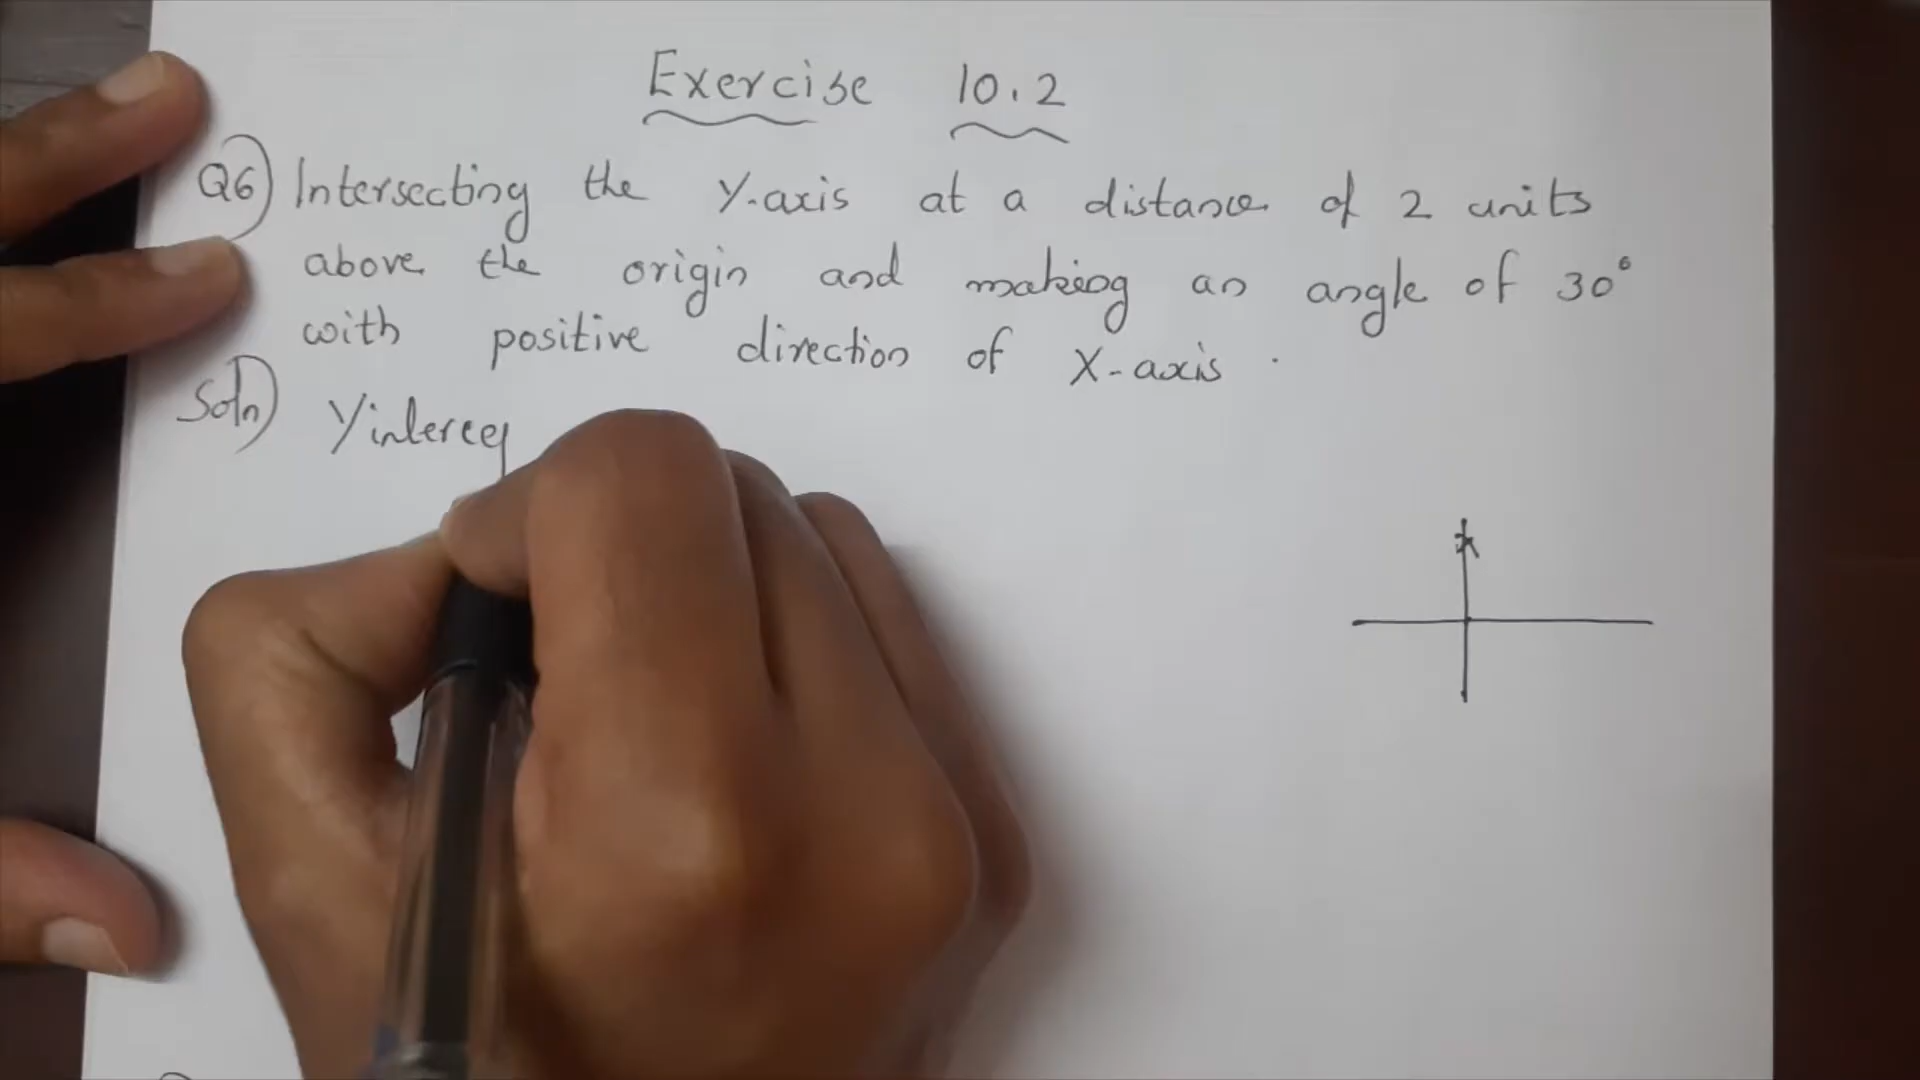 Exercise 10.2
Q6) Intersecting the Y-axis at a distance of 2 units
above the origin and making an angle of 30°
with positive direction of X-axis.
Soln) Y intercep